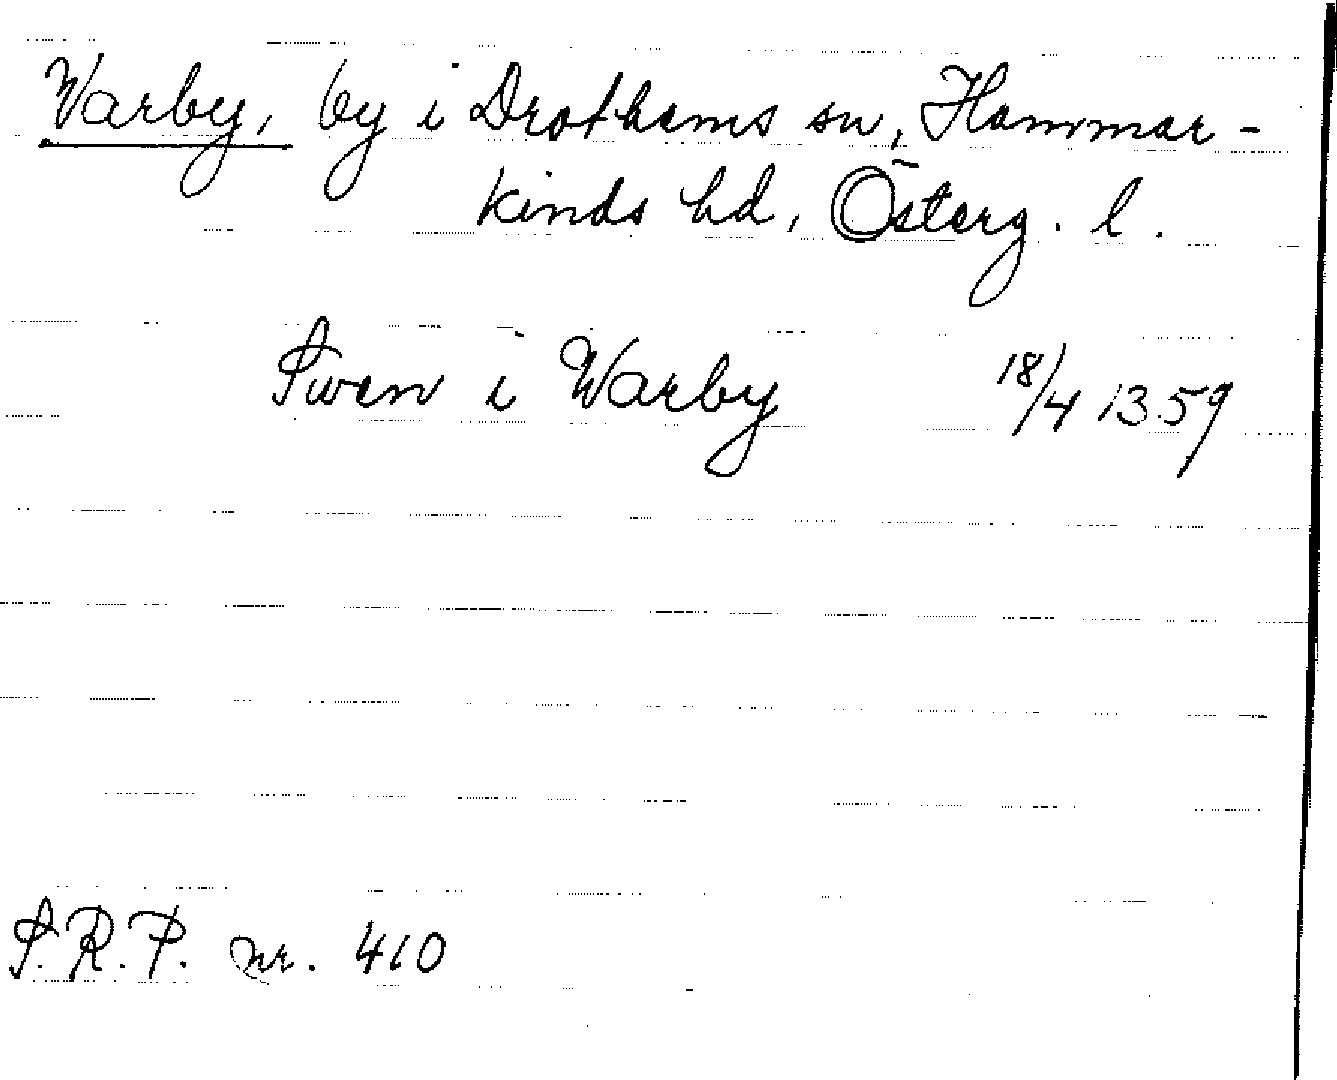 Warby, by i Drothems sn, Hammar-
kinds hd, Österg. l.
Swen i Warby 18/4 1359
S.R.P. nr. 410